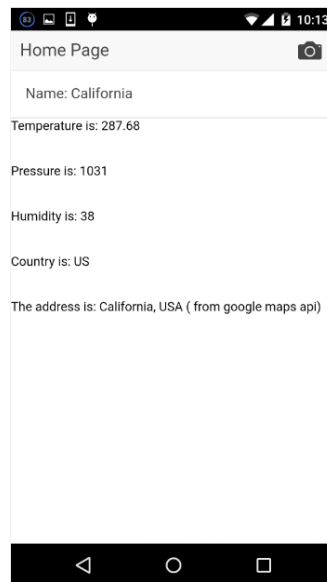 83 10:13
Home Page
Name: California
Temperature is: 287.68
Pressure is: 1031
Humidity is: 38
Country is: US
The address is: California, USA ( from google maps api)